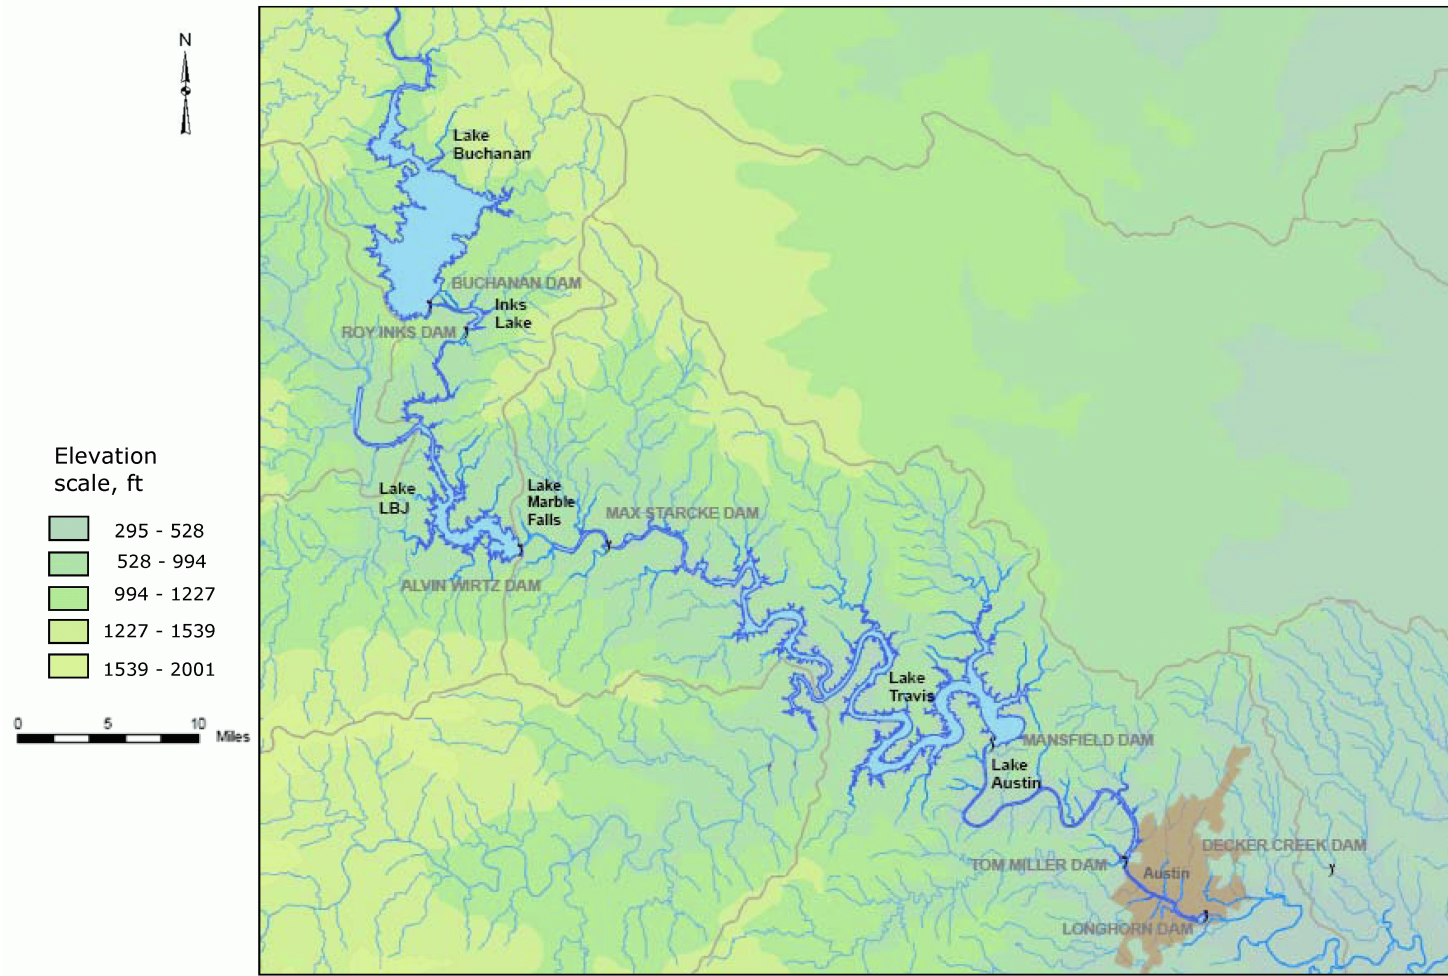 N
Lake
Buchanan
BUCHANAN DAM
Inks
Lake
ROY INKS DAM
Elevation
scale, ft
295 - 528
528 - 994
994 - 1227
1227 - 1539
1539 - 2001
0 5 10
Miles
Lake
LBJ
Lake
Marble
Falls
MAX STARCKE DAM
ALVIN WIRTZ DAM
Lake
Travis
MANSFIELD DAM
Lake
Austin
DECKER CREEK DAM
TOM MILLER DAM
Austin
LONGHORN DAM